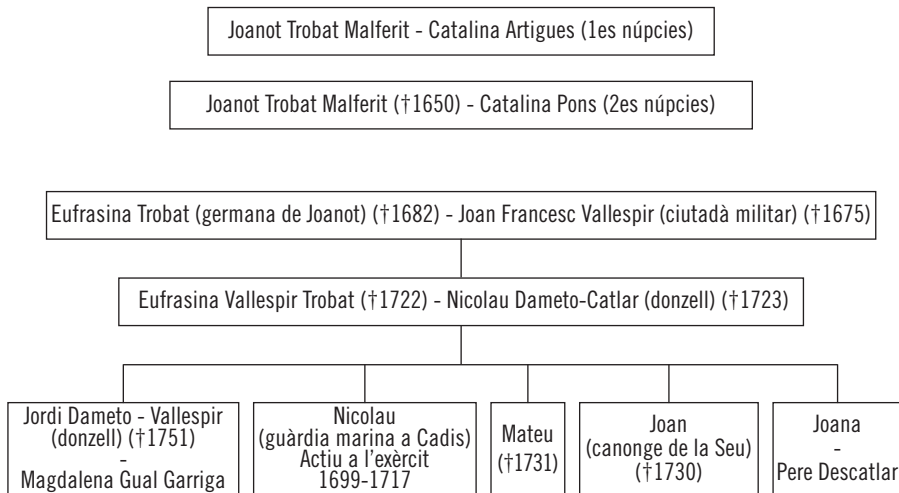 Joanot Trobat Malferit - Catalina Artigues (1es núpcies)
Joanot Trobat Malferit (†1650) - Catalina Pons (2es núpcies)
Eufrasina Trobat (germana de Joanot) (†1682) - Joan Francesc Vallespir (ciutadà militar) (†1675)
Eufrasina Vallespir Trobat (†1722) - Nicolau Dameto-Catlar (donzell) (†1723)
Jordi Dameto - Vallespir
(donzell) (†1751)
-
Magdalena Gual Garriga
Nicolau
(guàrdia marina a Cadis)
Actiu a l'exèrcit
1699-1717
Mateu
(†1731)
Joan
(canonge de la Seu)
(†1730)
Joana
-
Pere Descatlar